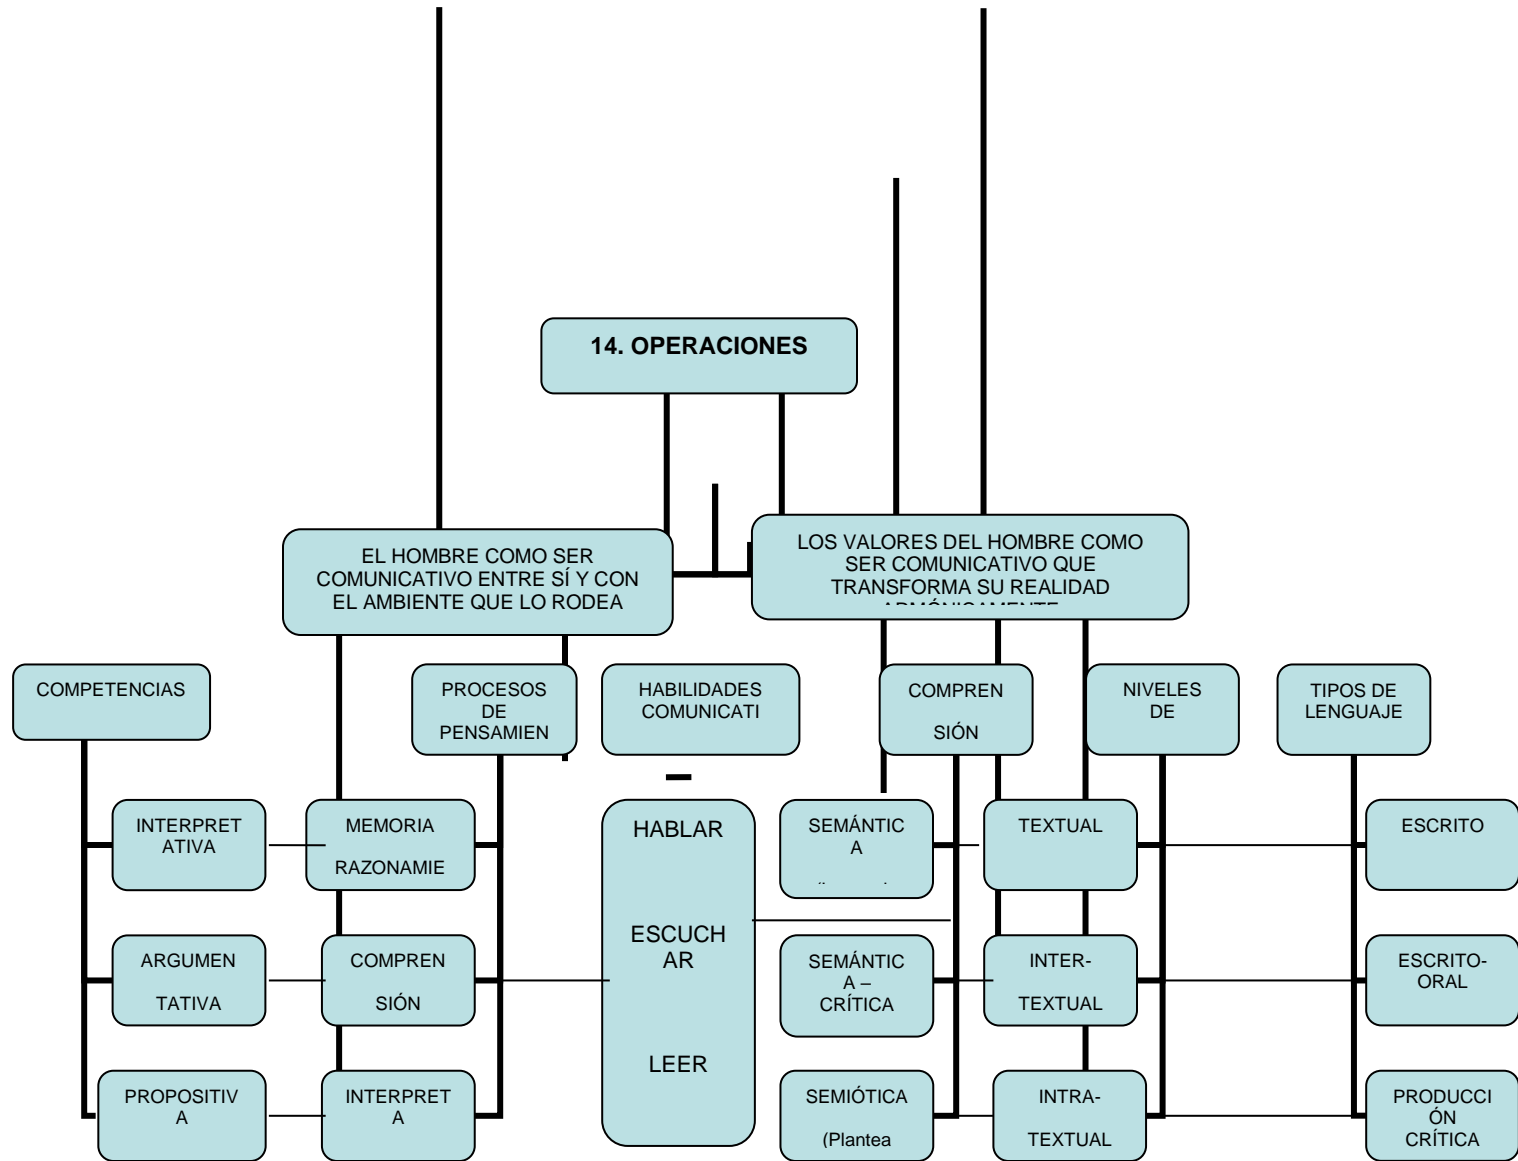 14. OPERACIONES
EL HOMBRE COMO SER
COMUNICATIVO ENTRE SÍ Y CON
EL AMBIENTE QUE LO RODEA
LOS VALORES DEL HOMBRE COMO
SER COMUNICATIVO QUE
TRANSFORMA SU REALIDAD
ARMÓNICAMENTE
COMPETENCIAS
PROCESOS
DE
PENSAMIEN
HABILIDADES
COMUNICATI
COMPREN
SIÓN
NIVELES
DE
TIPOS DE
LENGUAJE
INTERPRET
ATIVA
MEMORIA
RAZONAMIE
HABLAR
ESCUCH
AR
LEER
SEMÁNTIC
A
TEXTUAL
ESCRITO
ARGUMEN
TATIVA
COMPREN
SIÓN
SEMÁNTIC
A –
CRÍTICA
INTER-
TEXTUAL
ESCRITO-
ORAL
PROPOSITIV
A
INTERPRET
A
SEMIÓTICA
(Plantea
INTRA-
TEXTUAL
PRODUCCI
ÓN
CRÍTICA